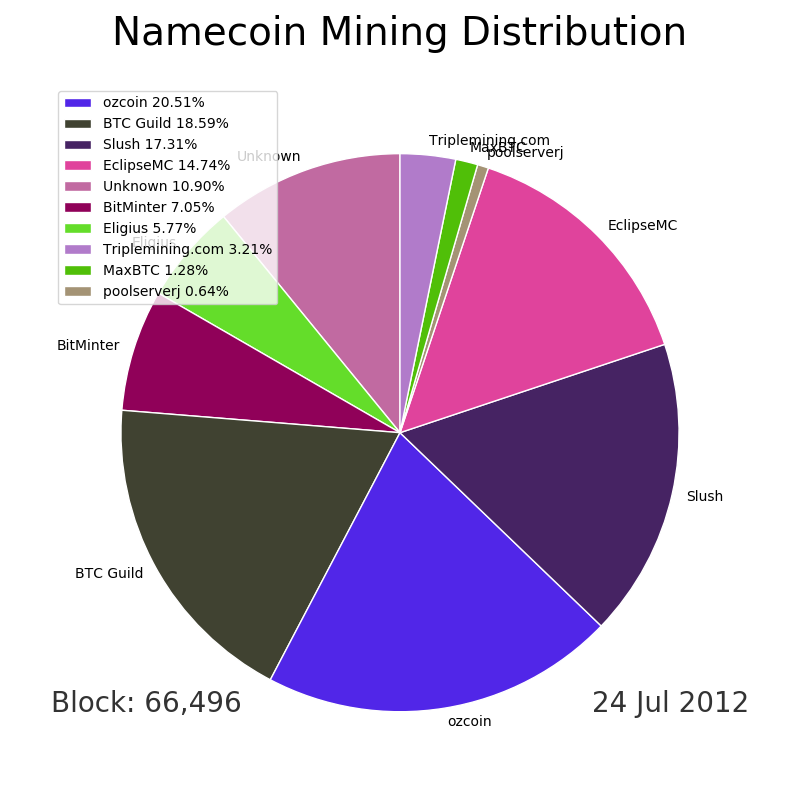 Namecoin Mining Distribution
ozcoin 20.51%
BTC Guild 18.59%
Slush 17.31%
EclipseMC 14.74%
Unknown 10.90%
BitMinter 7.05%
Eligius 5.77%
Triplemining.com 3.21%
MaxBTC 1.28%
poolserverj 0.64%
Triplemining.com
MaxBTC
poolserverj
Unknown
EclipseMC
Eligius
BitMinter
Slush
BTC Guild
ozcoin
Block: 66,496
24 Jul 2012